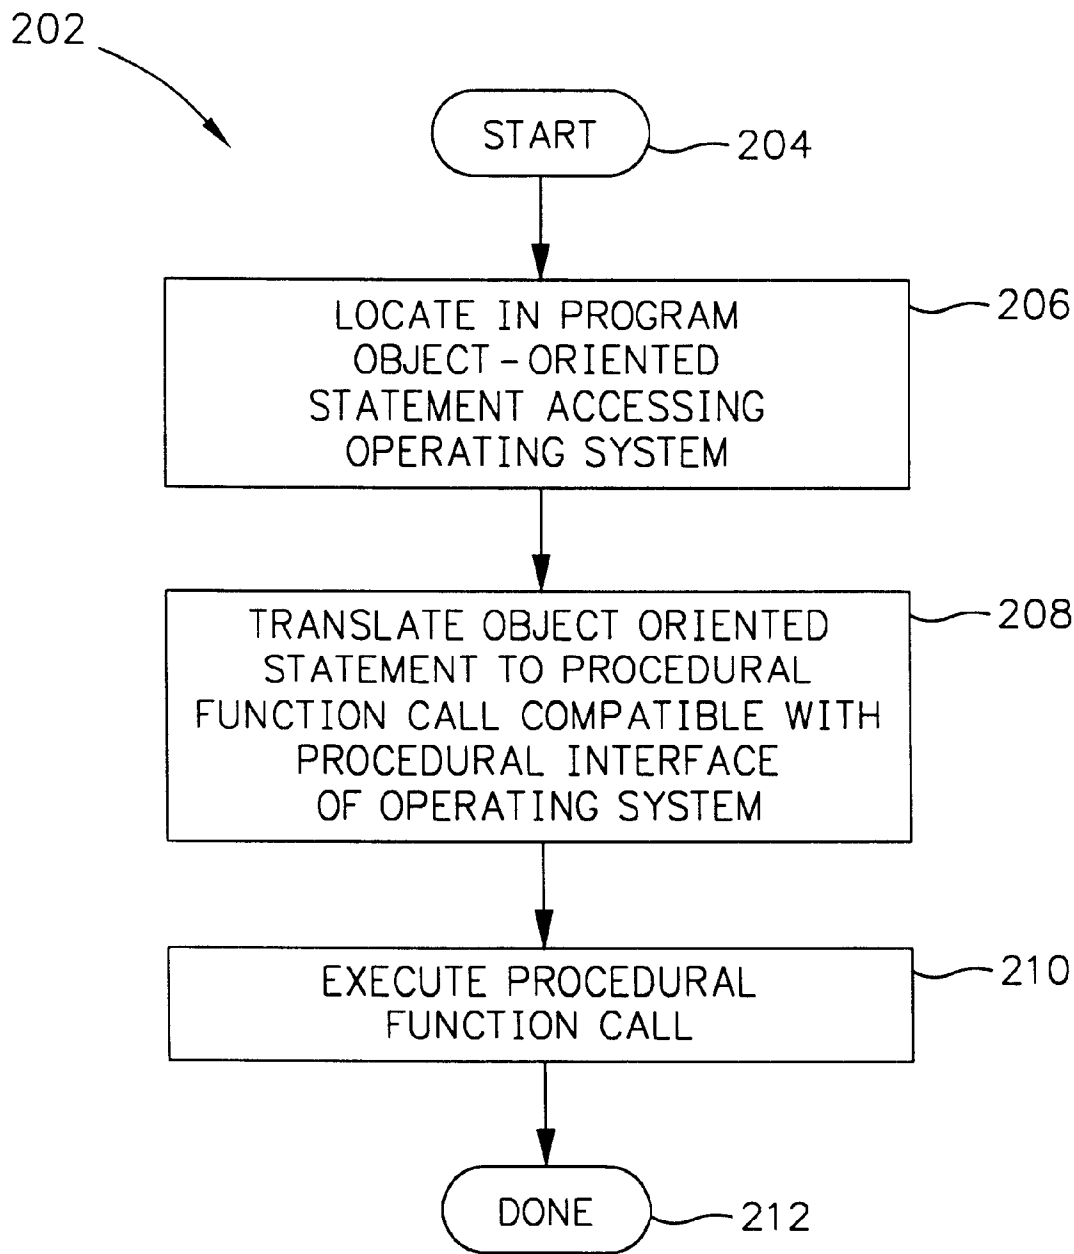 202
START
204
LOCATE IN PROGRAM
OBJECT-ORIENTED
STATEMENT ACCESSING
OPERATING SYSTEM
206
TRANSLATE OBJECT ORIENTED
STATEMENT TO PROCEDURAL
FUNCTION CALL COMPATIBLE WITH
PROCEDURAL INTERFACE
OF OPERATING SYSTEM
208
EXECUTE PROCEDURAL
FUNCTION CALL
210
DONE
212